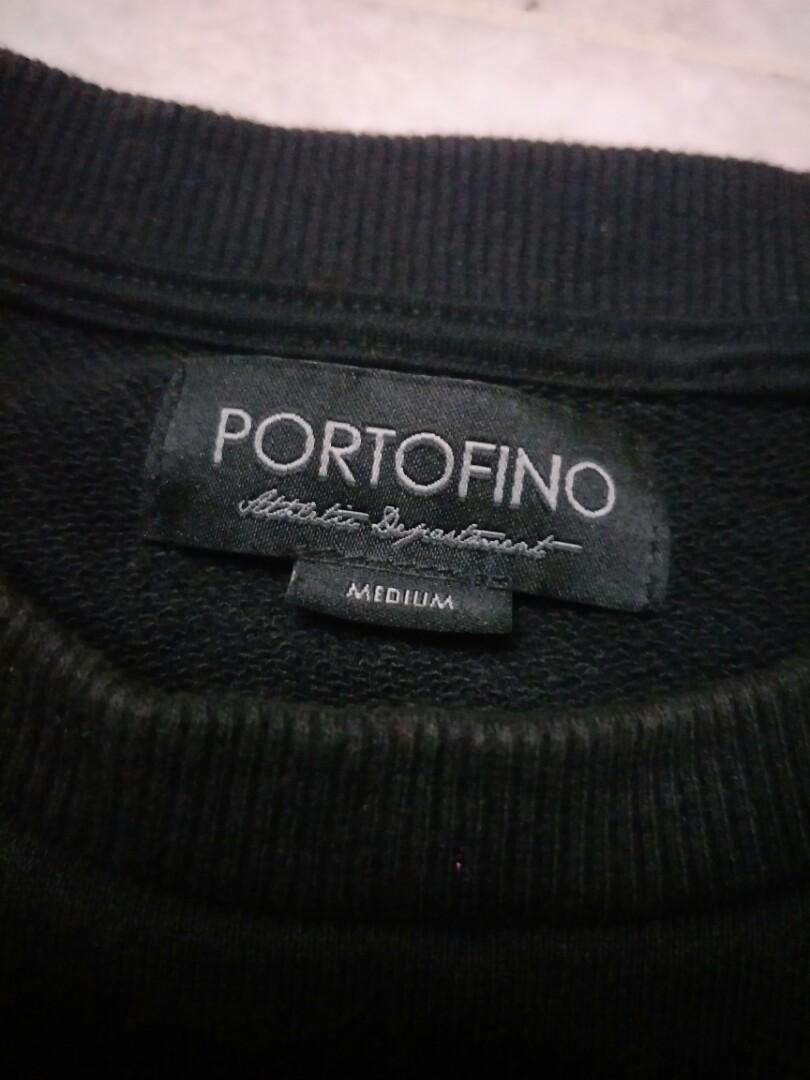 PORTOFINO
Athletic Department
MEDIUM